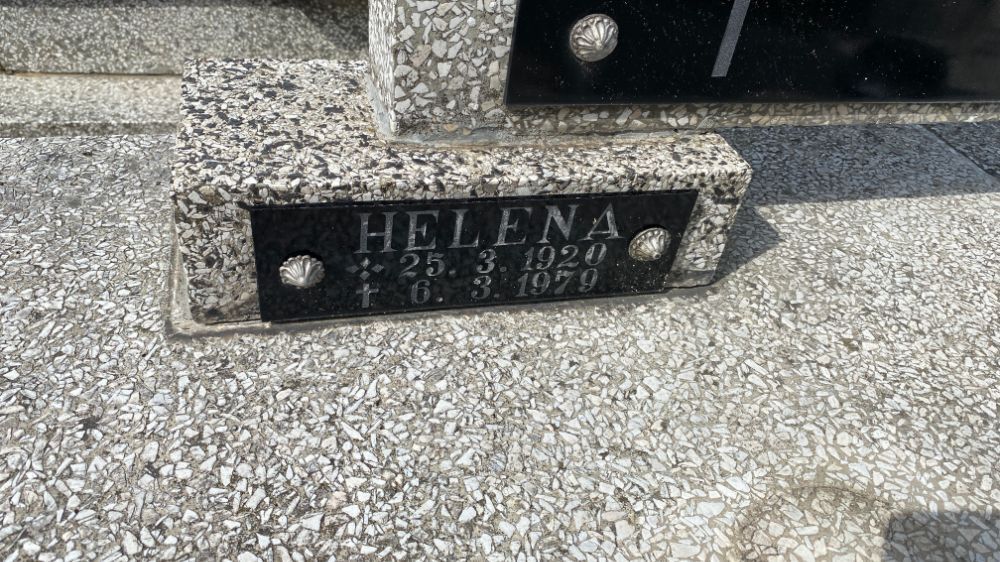 HELENA
✧ 25. 3. 1920
✝ 6. 3. 1979